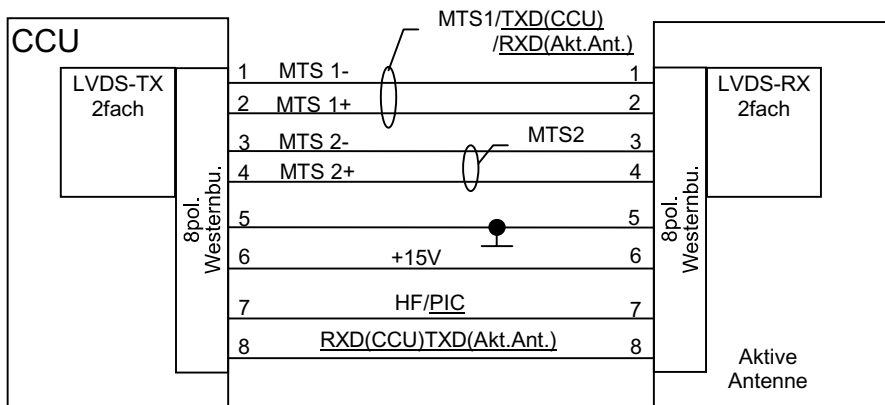 MTS1/TXD(CCU)
/RXD(Akt.Ant.)
CCU
LVDS-TX
2fach
8pol.
Westernbu.
1 MTS 1- 1
2 MTS 1+ 2
3 MTS 2- MTS2 3
4 MTS 2+ 4
5 5
6 +15V 6
7 HF/PIC 7
8 RXD(CCU)TXD(Akt.Ant.) 8
8pol.
Westernbu.
LVDS-RX
2fach
Aktive
Antenne